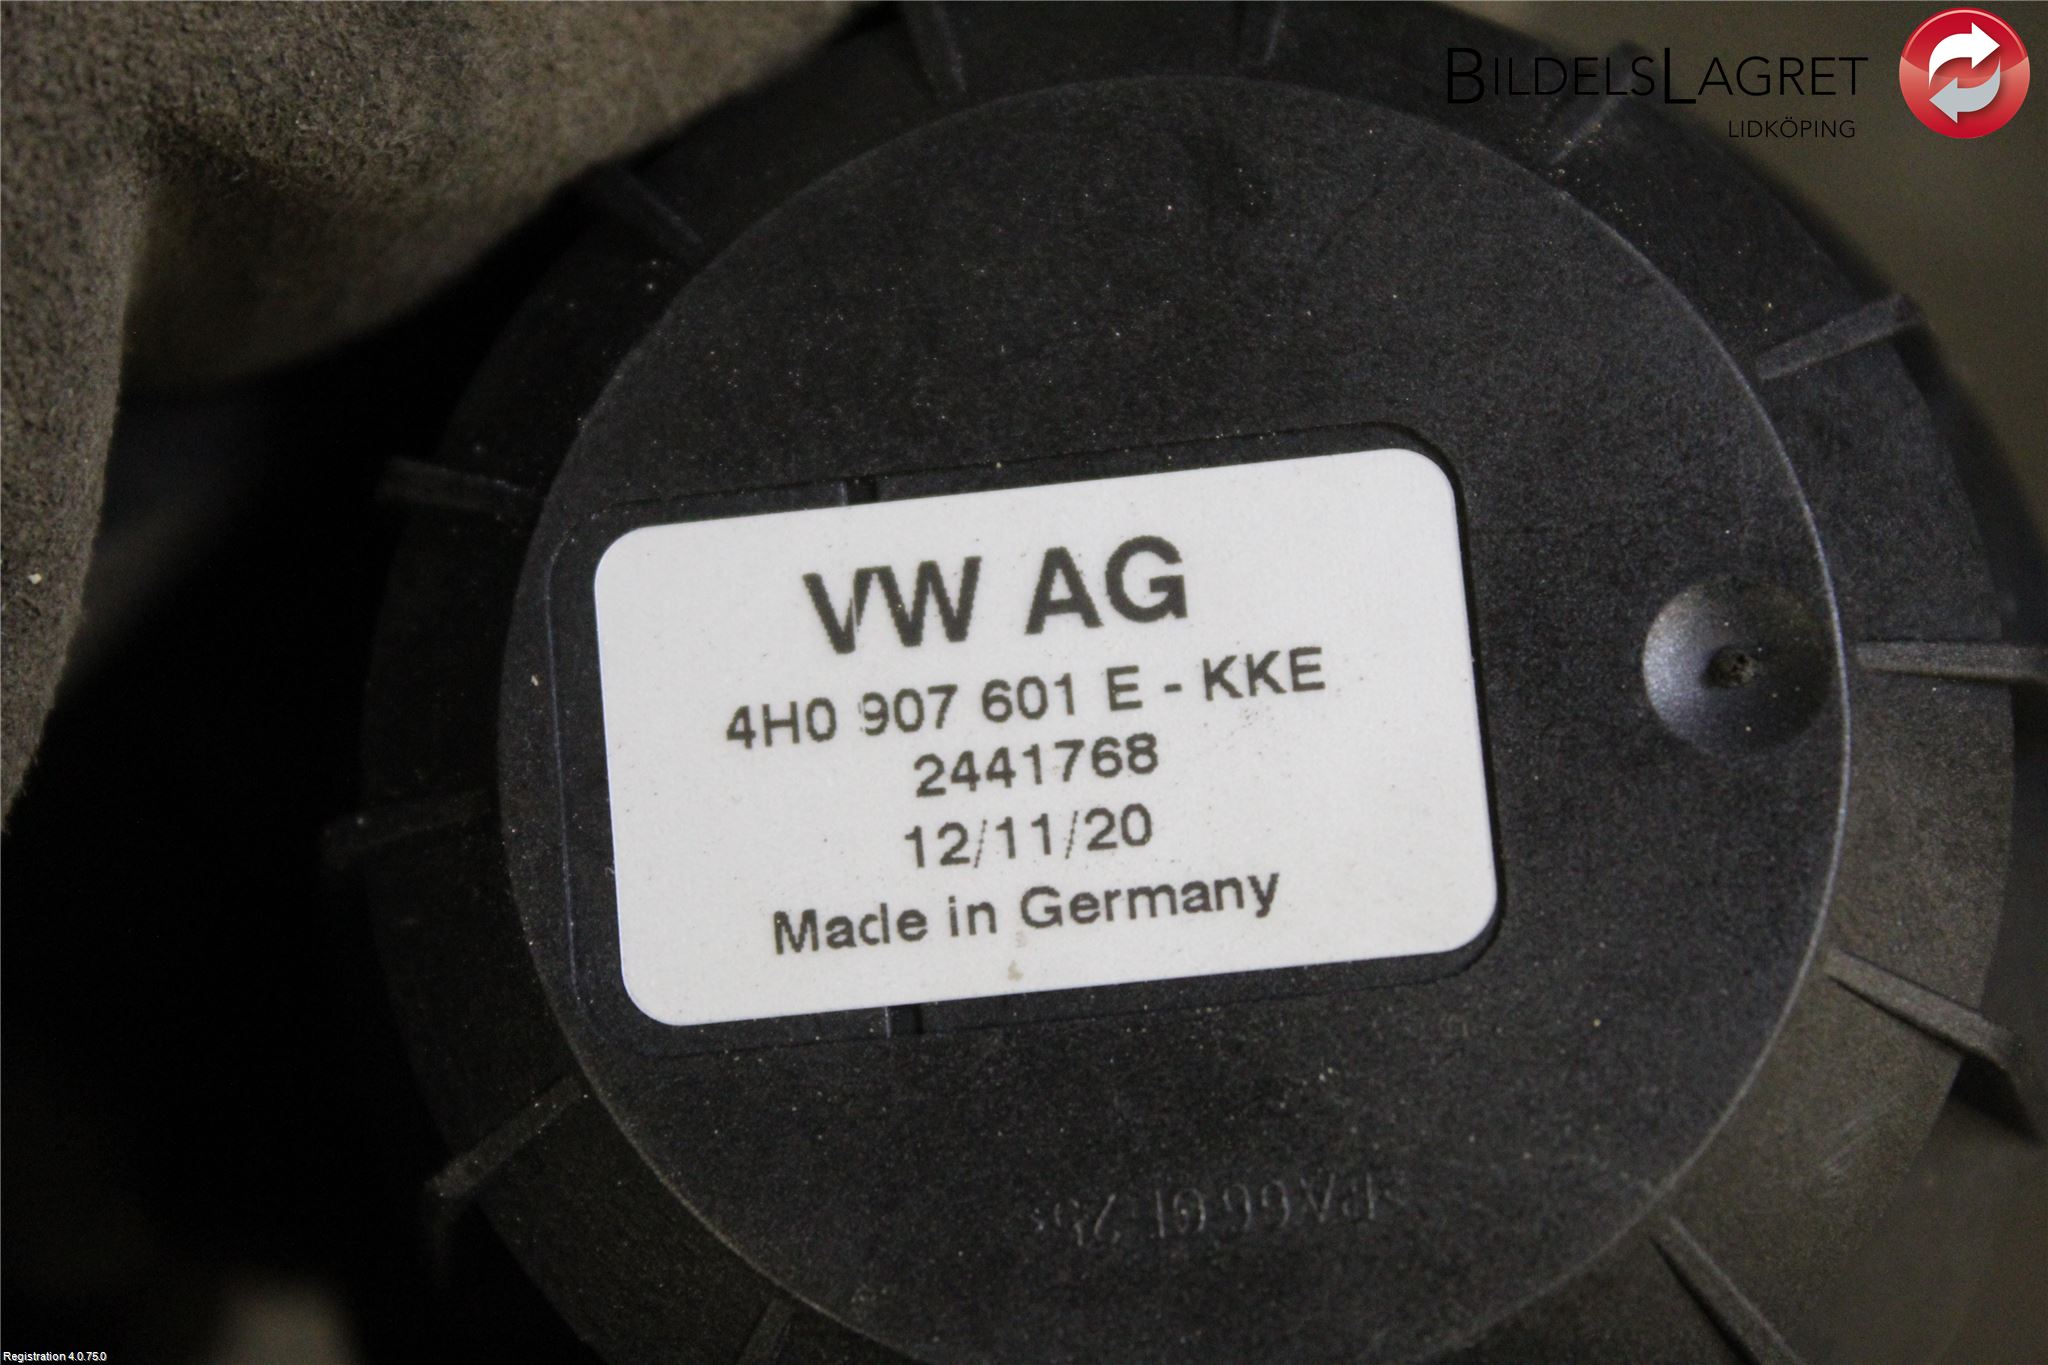 BILDELSLAGRET
LIDKÖPING
VW AG
4H0 907 601 E - KKE
2441768
12/11/20
Made in Germany
Registration 4.0.75.0